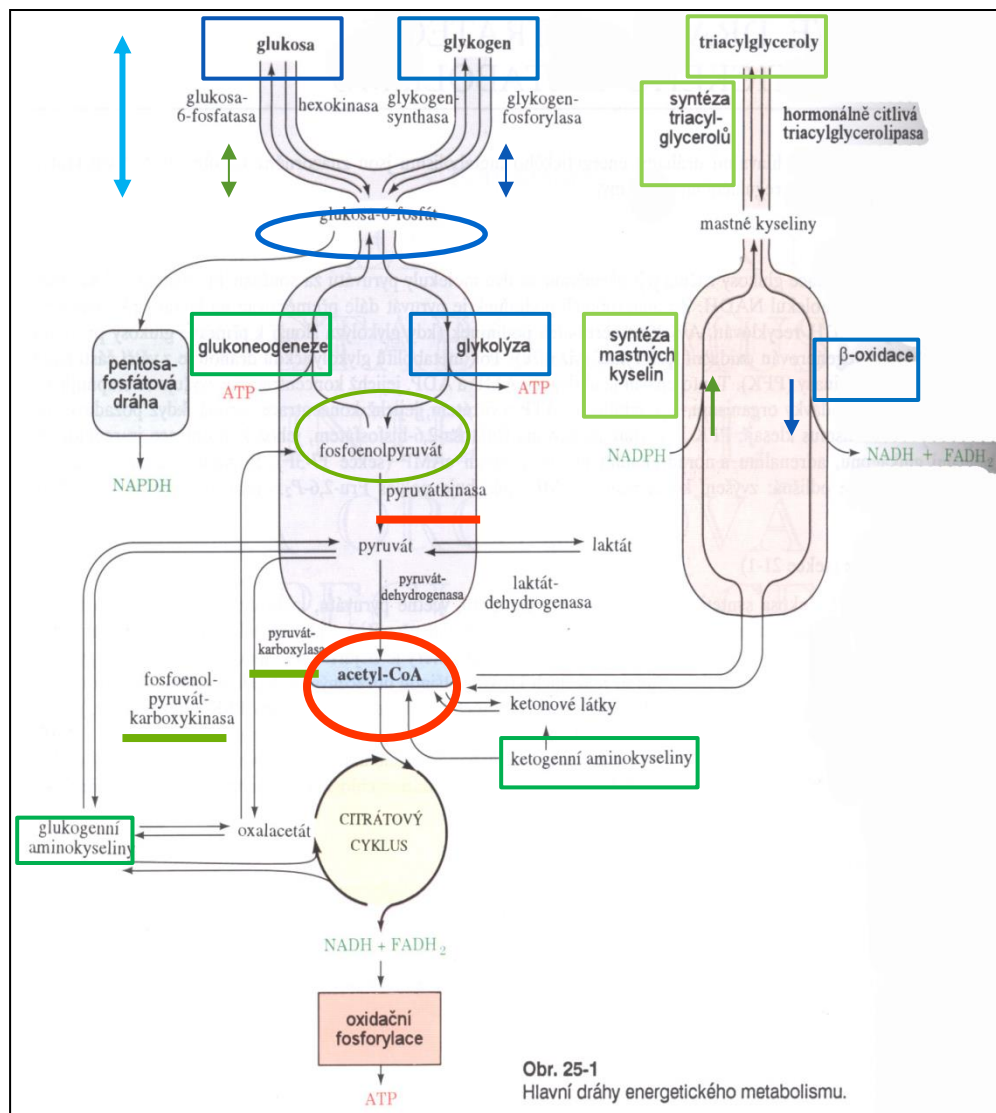 glukosa
glykogen
triacylglyceroly
glukosa-
6-fosfatasa
hexokinasa
glykogen-
synthasa
glykogen-
fosforylasa
syntéza
triacyl-
glycerolů
hormonálně citlivá
triacylglycerolipasa
glukosa-6-fosfát
mastné kyseliny
pentosa-
fosfátová
dráha
glukoneogeneze
glykolýza
syntéza
mastných
kyselin
β-oxidace
ATP
ATP
fosfoenolpyruvát
NADPH
NADH + FADH2
NAPDH
pyruvátkinasa
pyruvát
laktát
pyruvát-
dehydrogenasa
laktát-
dehydrogenasa
pyruvát-
karboxylasa
acetyl-CoA
fosfoenol-
pyruvát-
karboxykinasa
ketonové látky
ketogenní aminokyseliny
glukogenní
aminokyseliny
oxalacetát
CITRÁTOVÝ
CYKLUS
NADH + FADH2
oxidační
fosforylace
ATP
Obr. 25-1
Hlavní dráhy energetického metabolismu.